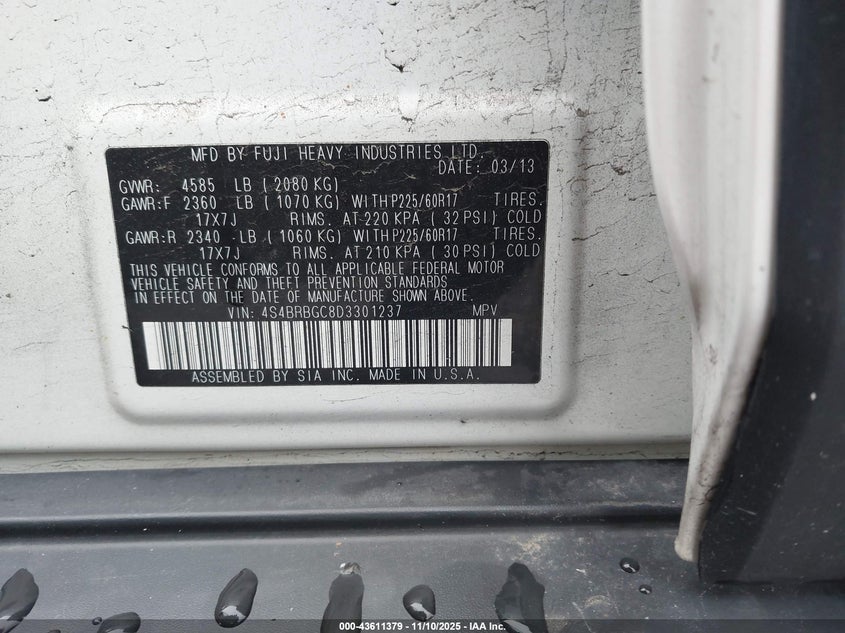 MFD BY FUJI HEAVY INDUSTRIES LTD.
DATE: 03/13
GVWR: 4585 LB ( 2080 KG)
GAWR:F 2360 LB ( 1070 KG) WITHP225/60R17 TIRES.
17X7J RIMS. AT 220 KPA ( 32 PSI) COLD
GAWR:R 2340 LB ( 1060 KG) WITHP225/60R17 TIRES.
17X7J RIMS. AT 210 KPA ( 30 PSI) COLD
THIS VEHICLE CONFORMS TO ALL APPLICABLE FEDERAL MOTOR
VEHICLE SAFETY AND THEFT PREVENTION STANDARDS
IN EFFECT ON THE DATE OF MANUFACTURE SHOWN ABOVE.
VIN: 4S4BRBGC8D3301237 MPV
ASSEMBLED BY SIA INC. MADE IN U.S.A.
000-43611379 - 11/10/2025 - IAA Inc.